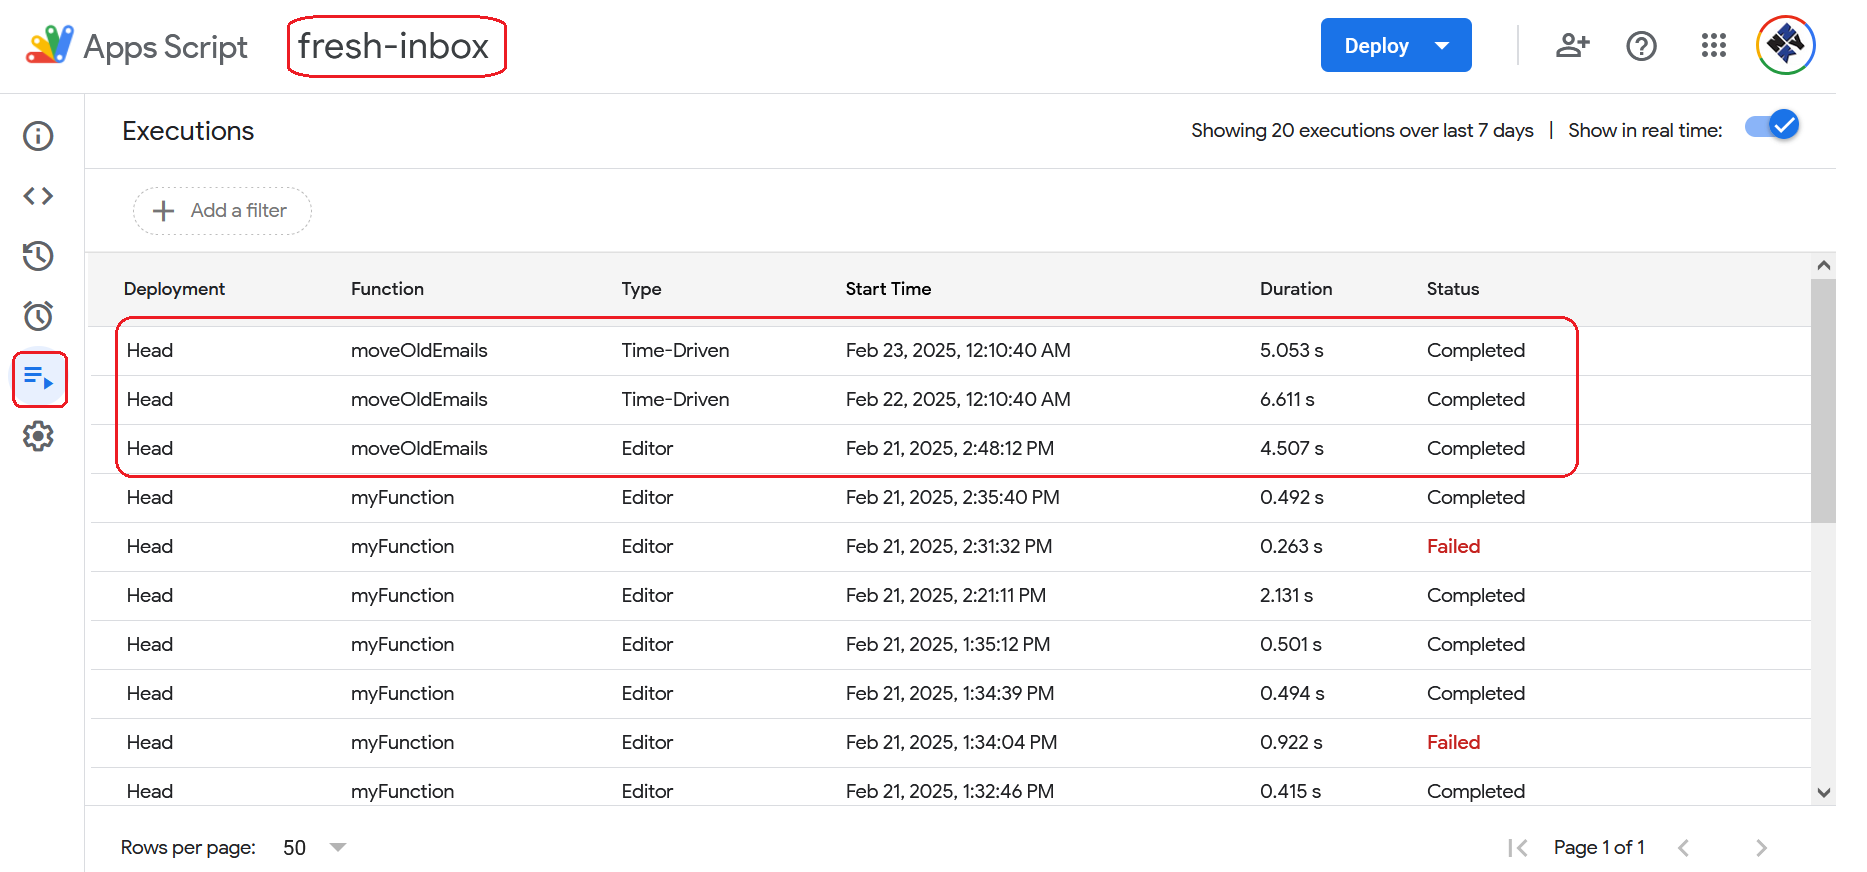 Apps Script fresh-inbox Deploy
Executions Showing 20 executions over last 7 days | Show in real time:
Add a filter
Deployment Function Type Start Time Duration Status
Head moveOldEmails Time-Driven Feb 23, 2025, 12:10:40 AM 5.053 s Completed
Head moveOldEmails Time-Driven Feb 22, 2025, 12:10:40 AM 6.611 s Completed
Head moveOldEmails Editor Feb 21, 2025, 2:48:12 PM 4.507 s Completed
Head myFunction Editor Feb 21, 2025, 2:35:40 PM 0.492 s Completed
Head myFunction Editor Feb 21, 2025, 2:31:32 PM 0.263 s Failed
Head myFunction Editor Feb 21, 2025, 2:21:11 PM 2.131 s Completed
Head myFunction Editor Feb 21, 2025, 1:35:12 PM 0.501 s Completed
Head myFunction Editor Feb 21, 2025, 1:34:39 PM 0.494 s Completed
Head myFunction Editor Feb 21, 2025, 1:34:04 PM 0.922 s Failed
Head myFunction Editor Feb 21, 2025, 1:32:46 PM 0.415 s Completed
Rows per page: 50 Page 1 of 1